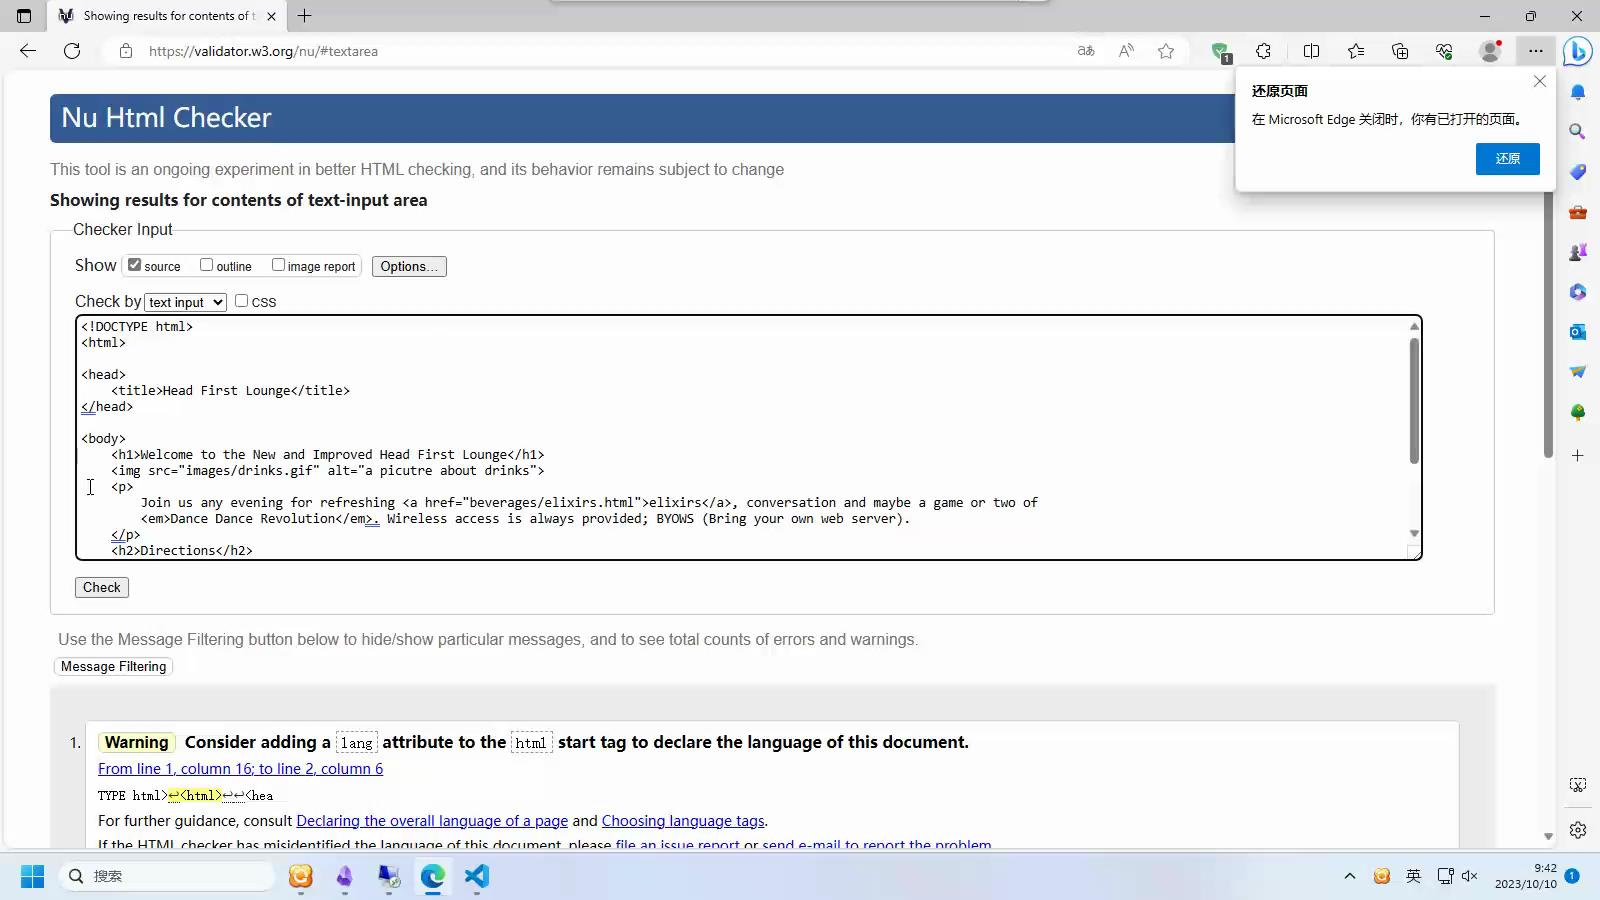 Showing results for contents of t
https://validator.w3.org/nu/#textarea
1
还原页面
在 Microsoft Edge 关闭时，你有已打开的页面。
还原
Nu Html Checker
This tool is an ongoing experiment in better HTML checking, and its behavior remains subject to change
Showing results for contents of text-input area
Checker Input
Show source outline image report Options...
Check by text input css
<!DOCTYPE html>
<html>
<head>
<title>Head First Lounge</title>
</head>
<body>
<h1>Welcome to the New and Improved Head First Lounge</h1>
<img src="images/drinks.gif" alt="a picutre about drinks">
<p>
Join us any evening for refreshing <a href="beverages/elixirs.html">elixirs</a>, conversation and maybe a game or two of
<em>Dance Dance Revolution</em>. Wireless access is always provided; BYOWS (Bring your own web server).
</p>
<h2>Directions</h2>
Check
Use the Message Filtering button below to hide/show particular messages, and to see total counts of errors and warnings.
Message Filtering
1. Warning Consider adding a lang attribute to the html start tag to declare the language of this document.
From line 1, column 16; to line 2, column 6
TYPE html>↩<html>↩↩<hea
For further guidance, consult Declaring the overall language of a page and Choosing language tags.
If the HTML checker has misidentified the language of this document, please file an issue report or send e-mail to report the problem
搜索
英
9:42
2023/10/10
1